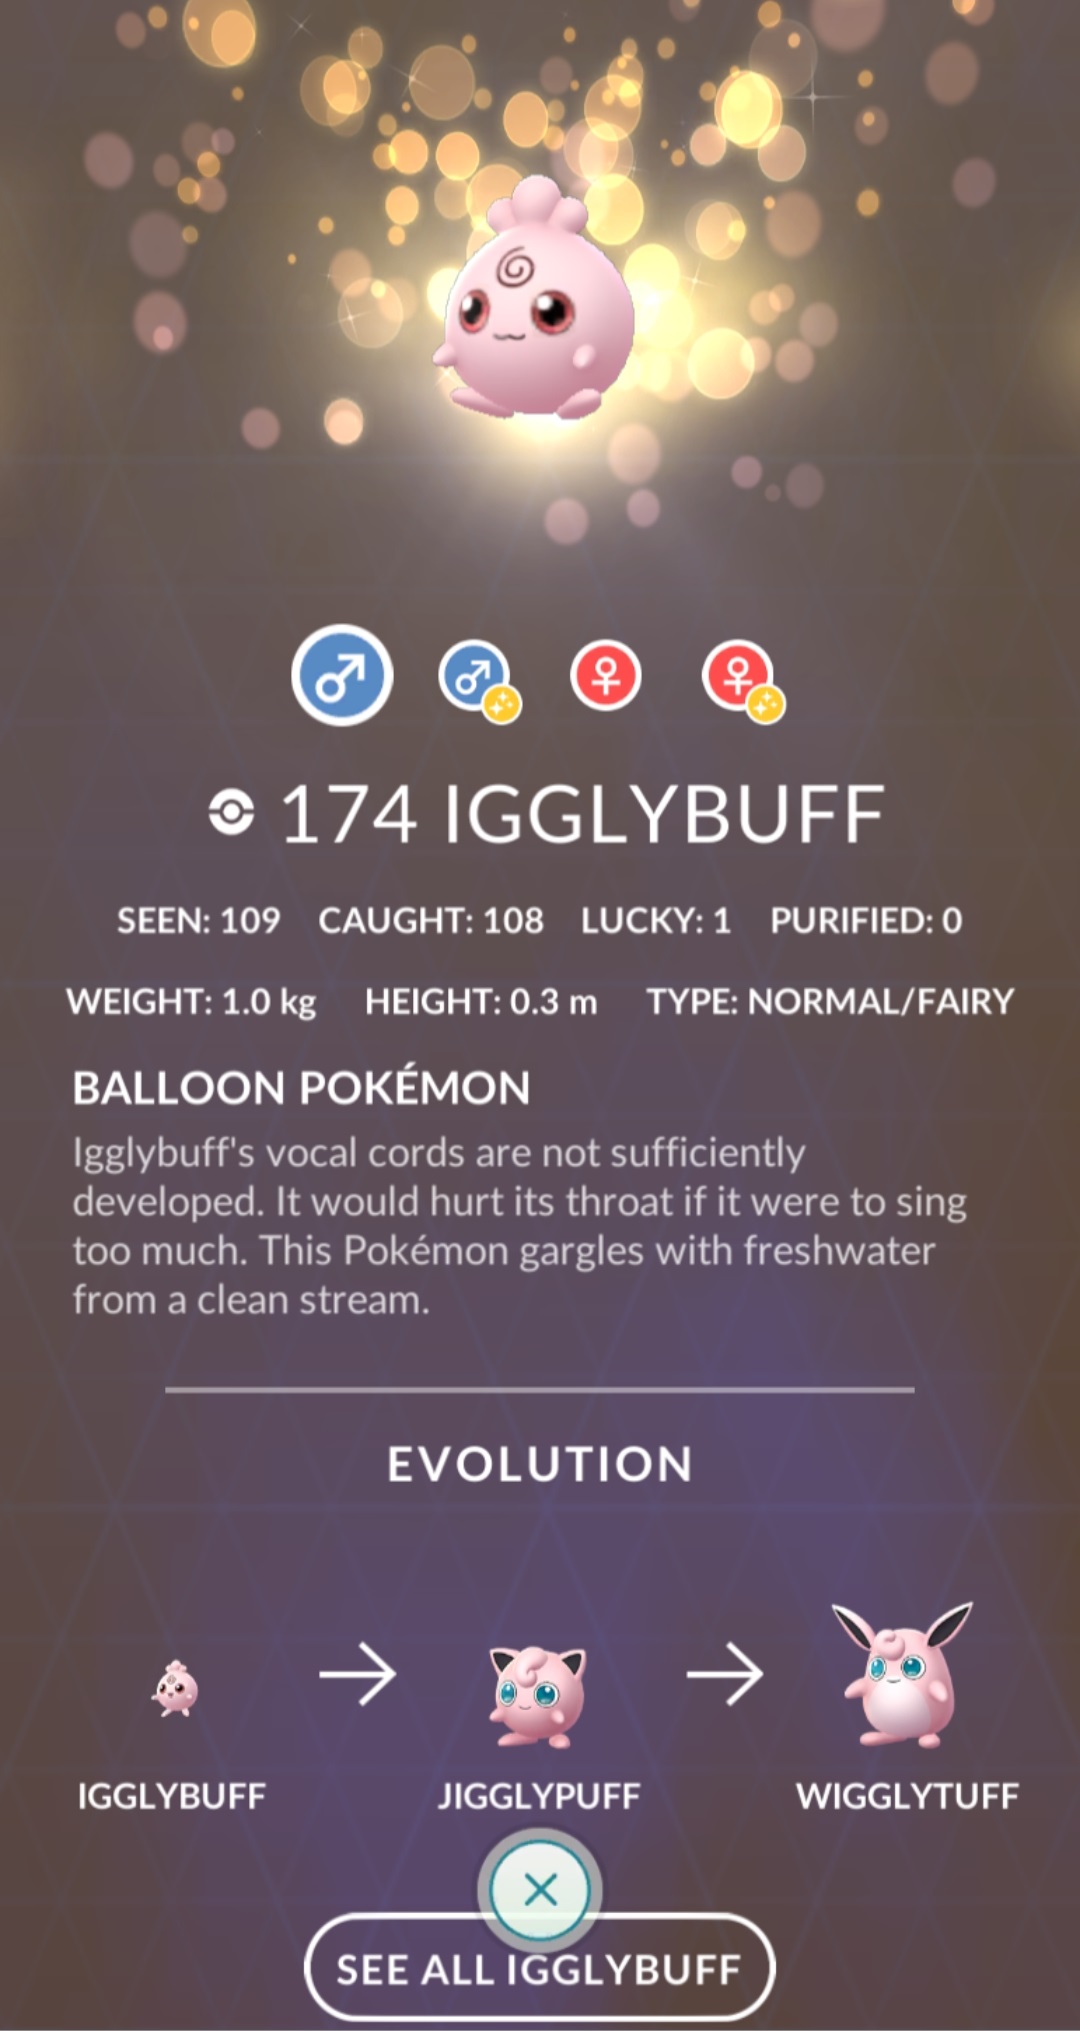 174 IGGLYBUFF
SEEN: 109 CAUGHT: 108 LUCKY: 1 PURIFIED: 0
WEIGHT: 1.0 kg HEIGHT: 0.3 m TYPE: NORMAL/FAIRY
BALLOON POKÉMON
Igglybuff's vocal cords are not sufficiently
developed. It would hurt its throat if it were to sing
too much. This Pokémon gargles with freshwater
from a clean stream.
EVOLUTION
IGGLYBUFF JIGGLYPUFF WIGGLYTUFF
SEE ALL IGGLYBUFF